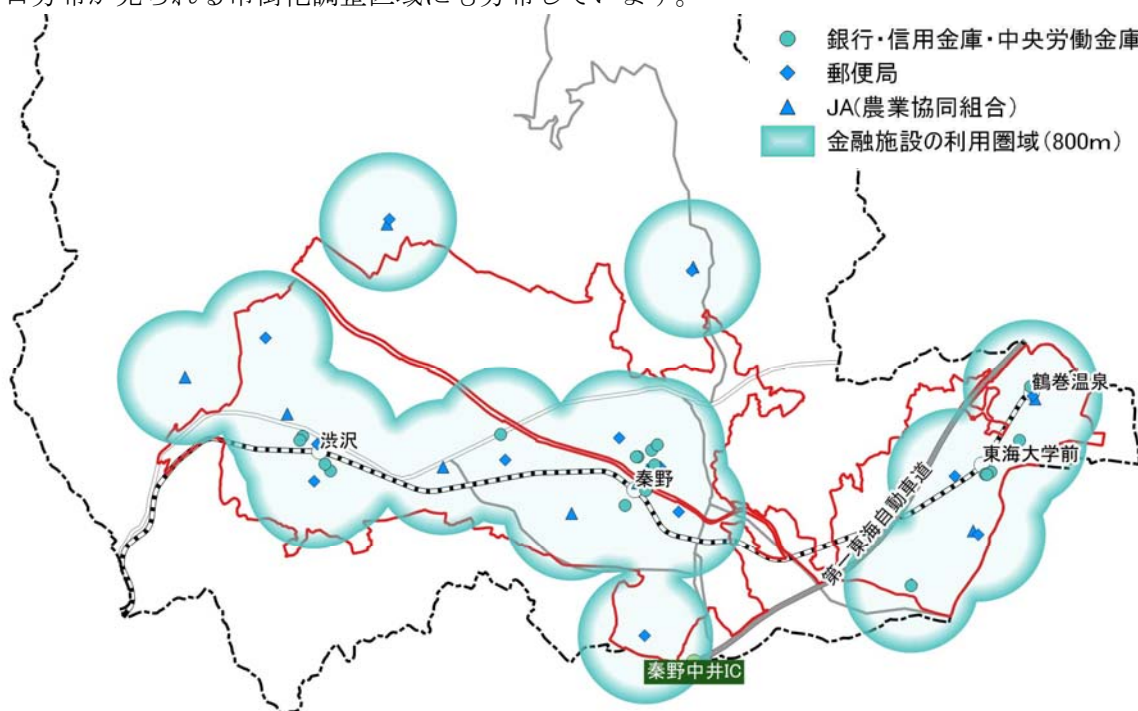 銀行・信用金庫・中央労働金庫
郵便局
JA(農業協同組合)
金融施設の利用圏域(800m)
鶴巻温泉
東海大学前
渋沢
秦野
第一東海自動車道
秦野中井IC